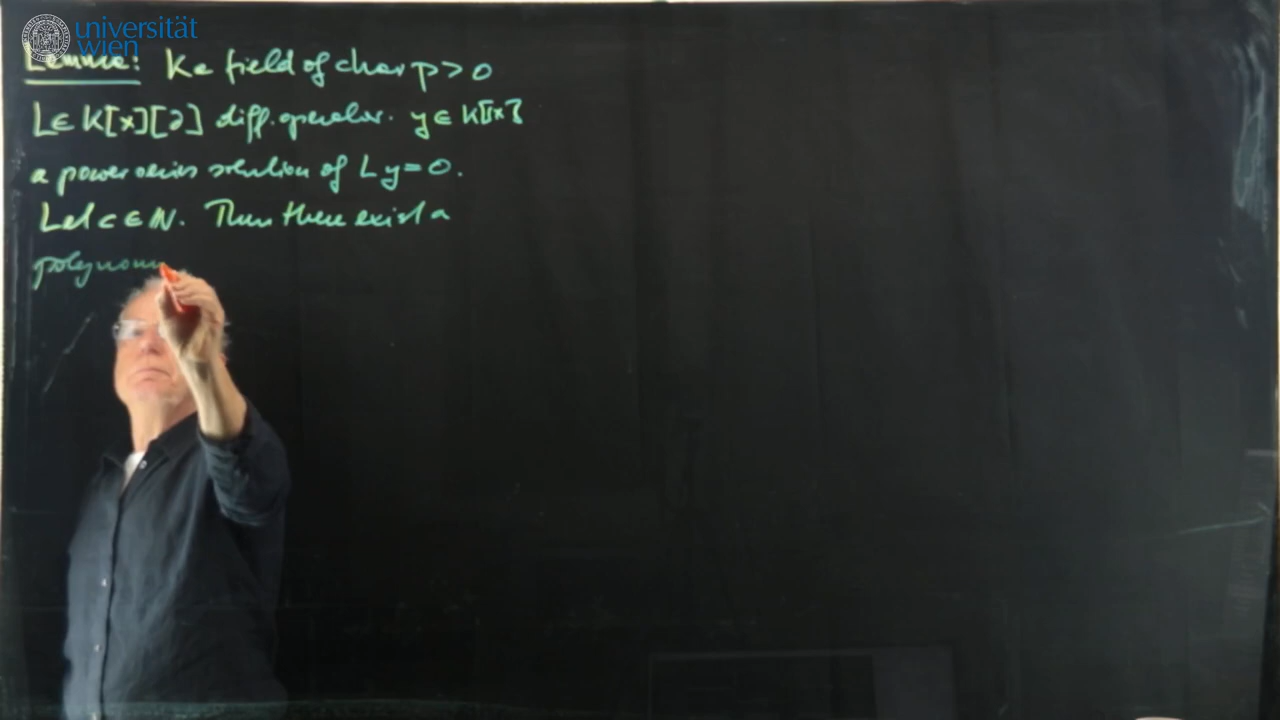 universität
wien
Lemma: K a field of char p > 0
L ∈ K[x][∂] diff. operator. y ∈ K[[x]]
a power series solution of Ly = 0.
Let c ∈ ℕ. Then there exist a
polynom